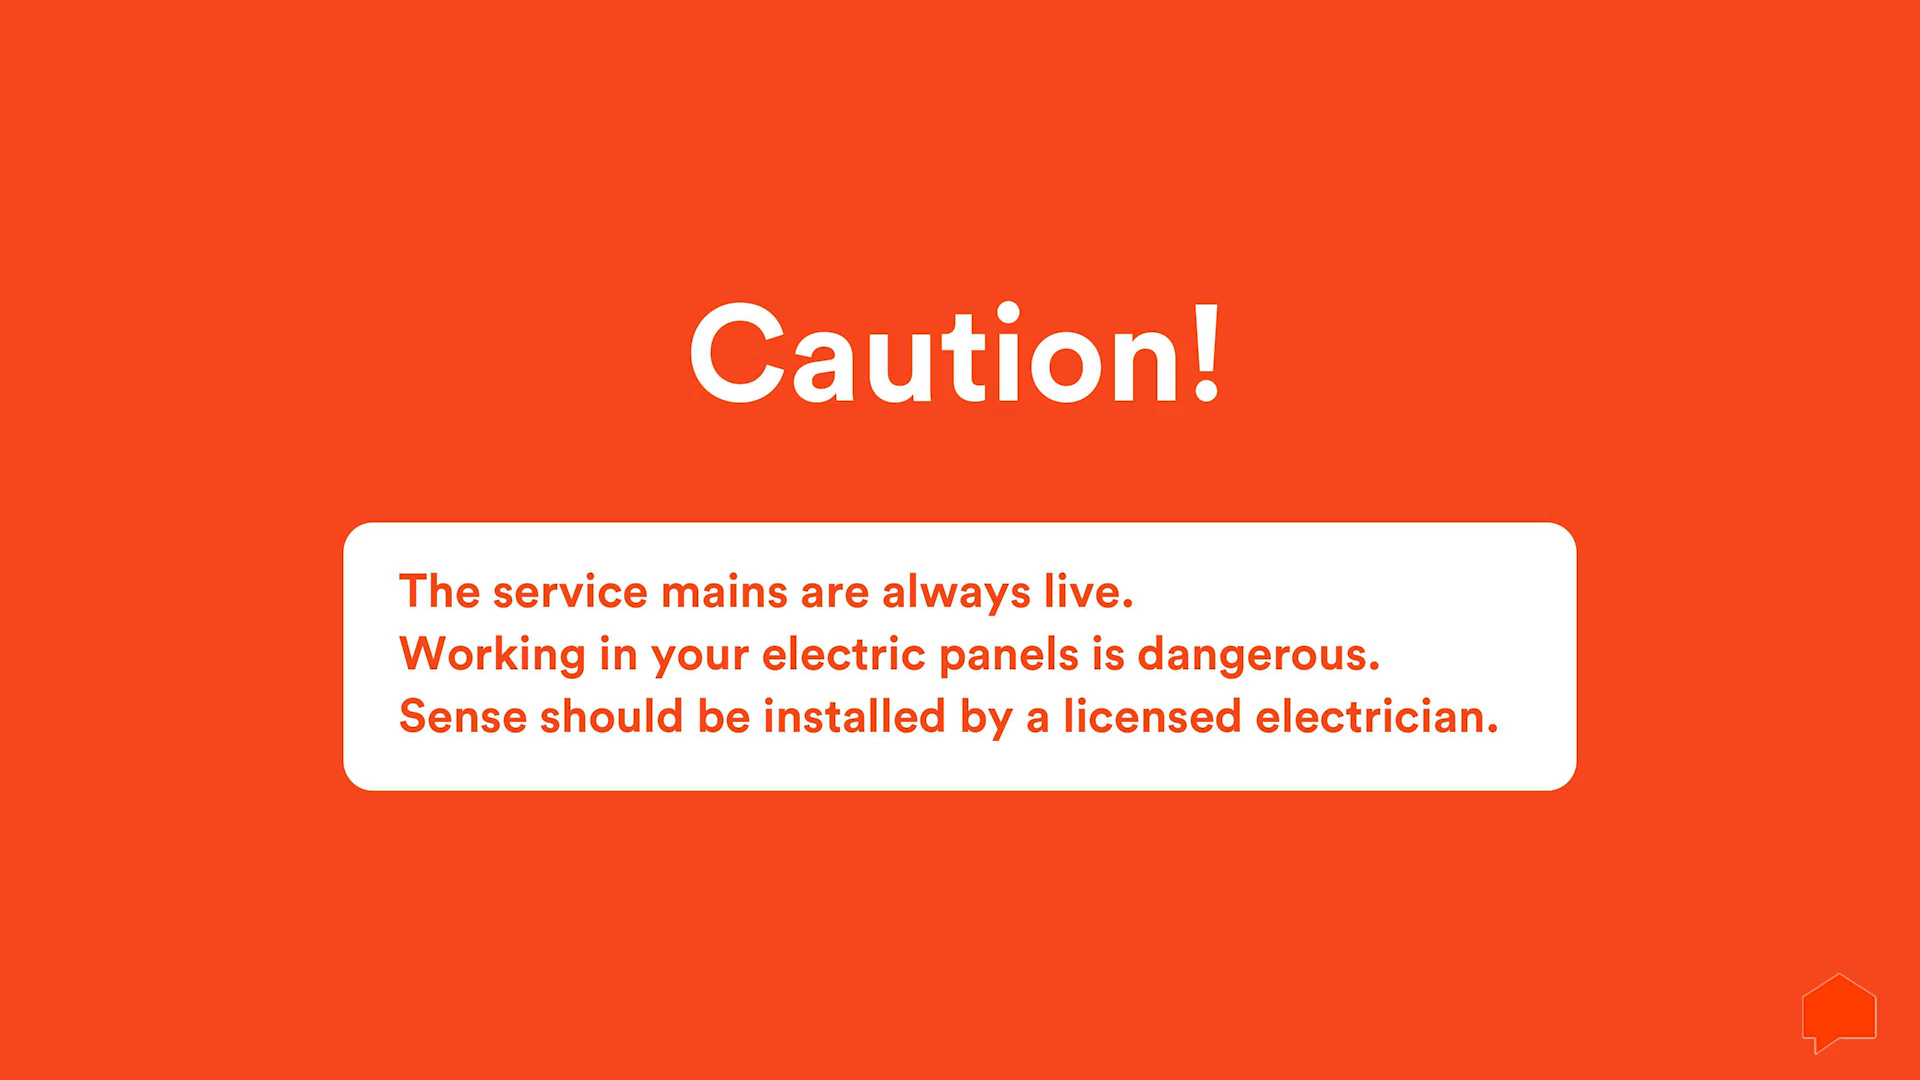 Caution!
The service mains are always live.
Working in your electric panels is dangerous.
Sense should be installed by a licensed electrician.